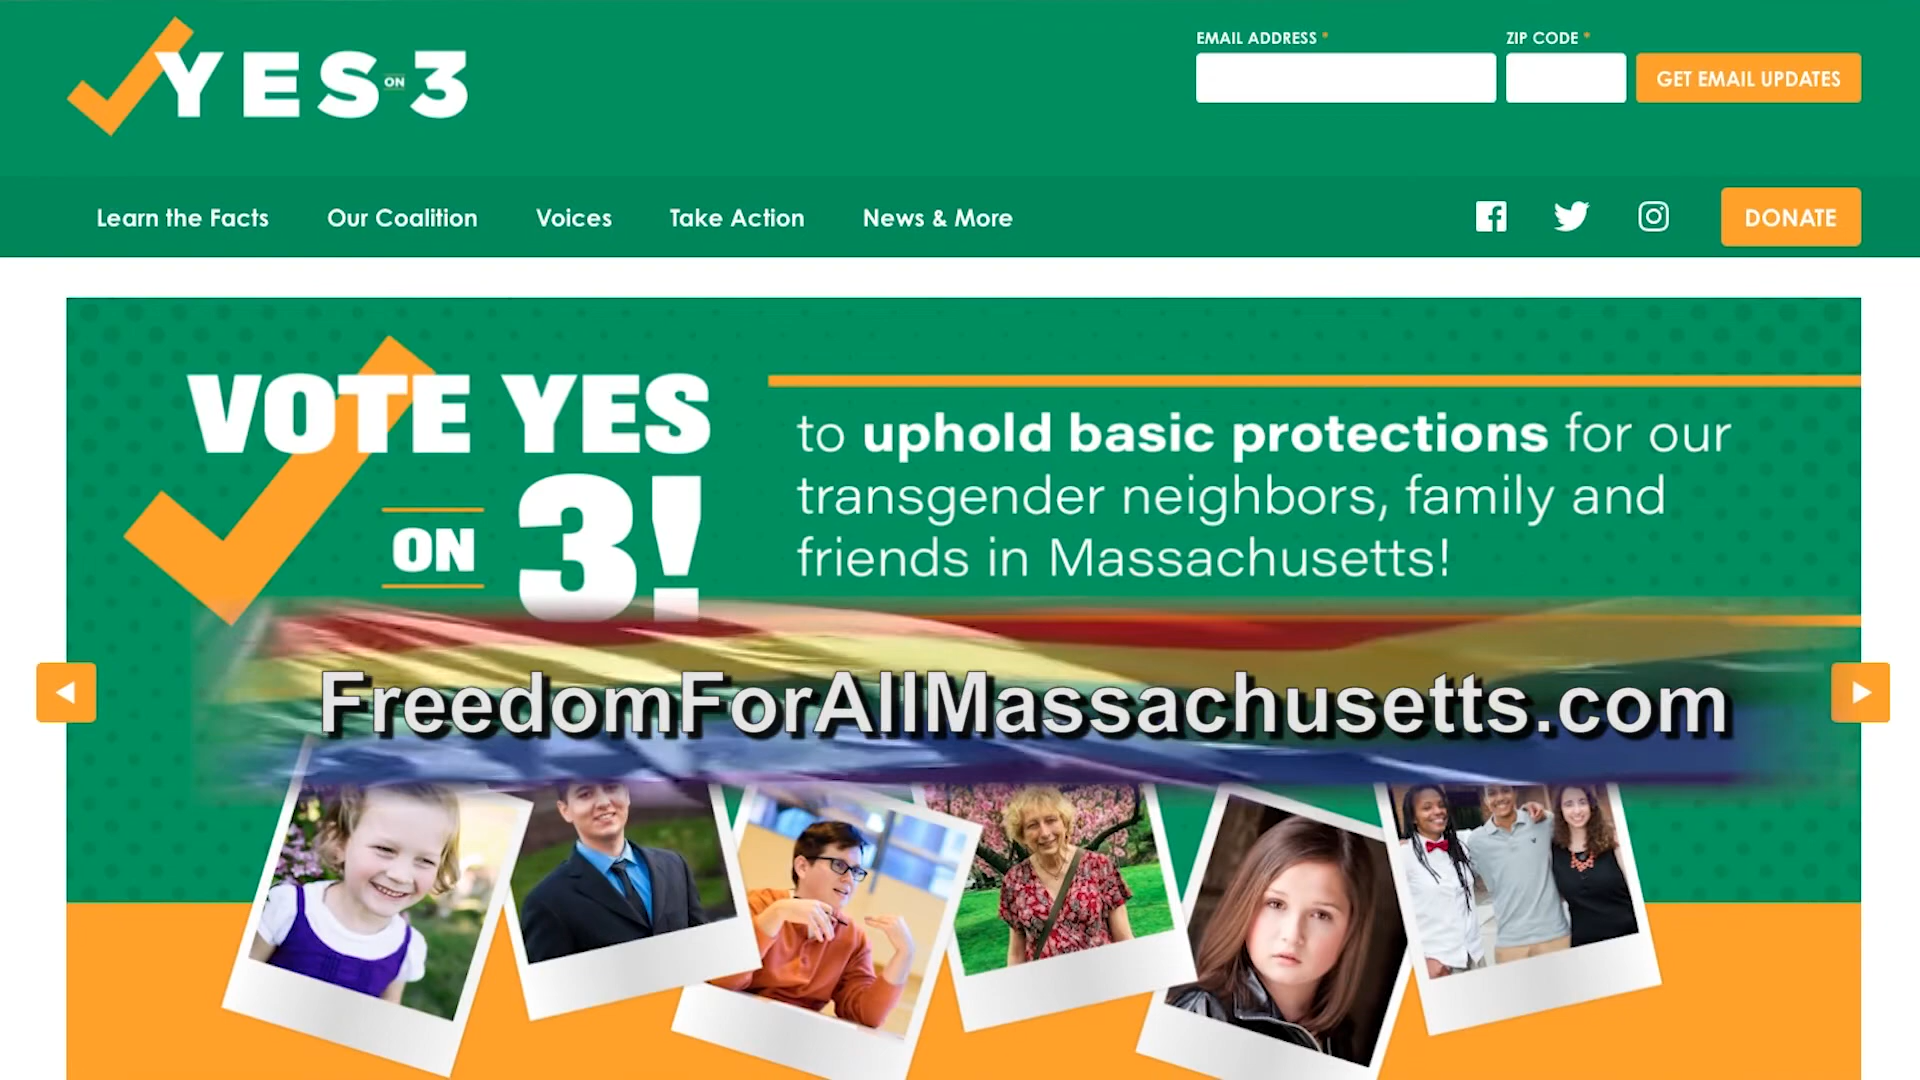 YES ON 3
EMAIL ADDRESS *
ZIP CODE *
GET EMAIL UPDATES
Learn the Facts
Our Coalition
Voices
Take Action
News & More
DONATE
VOTE YES
ON 3!
to uphold basic protections for our
transgender neighbors, family and
friends in Massachusetts!
FreedomForAllMassachusetts.com